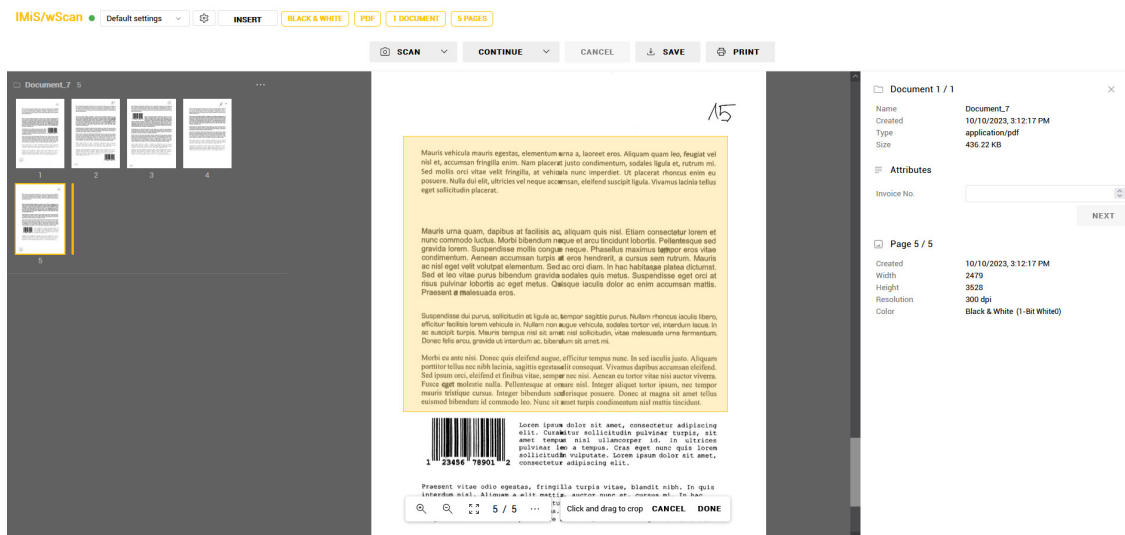 IMiS/wScan Default settings INSERT BLACK & WHITE PDF 1 DOCUMENT 5 PAGES
SCAN CONTINUE CANCEL SAVE PRINT
Document_7 5 ...
1 2 3 4
5
15
Mauris vehicula mauris egestas, elementum urna a, laoreet eros. Aliquam quam leo, feugiat vel
nisl et, accumsan fringilla enim. Nam placerat justo condimentum, sodales ligula et, rutrum mi.
Sed mollis orci vitae velit fringilla, at vehicula nunc imperdiet. Ut placerat rhoncus enim eu
posuere. Nulla dui elit, ultricies vel neque accumsan, eleifend suscipit ligula. Vivamus lacinia tellus
eget sollicitudin placerat.
Mauris urna quam, dapibus at facilisis ac, aliquam quis nisl. Etiam consectetur lorem et
nunc commodo luctus. Morbi bibendum neque et arcu tincidunt lobortis. Pellentesque sed
gravida lorem. Suspendisse mollis congue neque. Phasellus maximus tempor eros vitae
condimentum. Aenean accumsan turpis at eros hendrerit, a cursus sem rutrum. Mauris
ac nisl eget velit volutpat elementum. Sed ac orci diam. In hac habitasse platea dictumst.
Sed et leo vitae purus bibendum gravida sodales quis metus. Suspendisse eget orci at
risus pulvinar lobortis ac eget metus. Quisque iaculis dolor ac enim accumsan mattis.
Praesent a malesuada eros.
Suspendisse dui purus, sollicitudin at ligula ac, tempor sagittis purus. Nullam rhoncus iaculis libero,
efficitur facilisis lorem vehicula in. Nullam non augue vehicula, sodales tortor vel, interdum lacus. In
ac suscipit turpis. Mauris tempus nisl sit amet nisl sollicitudin, vitae malesuada urna fermentum.
Donec felis arcu, gravida ut interdum ac, bibendum sit amet mi.
Morbi eu ante nisi. Donec quis eleifend augue, efficitur tempus nunc. In sed iaculis justo. Aliquam
porttitor tellus nec nibh lacinia, sagittis egestas elit consequat. Vivamus dapibus accumsan eleifend.
Sed ipsum orci, eleifend et finibus vitae, semper nec nisi. Aenean eu tortor vitae nisi auctor viverra.
Fusce eget molestie nulla. Pellentesque at ornare nisl. Integer aliquet tortor ipsum, nec tempor
mauris tristique cursus. Integer bibendum scelerisque posuere. Donec at magna sit amet tellus
euismod bibendum id commodo leo. Nunc sit amet turpis condimentum nisl mattis tincidunt.
Lorem ipsum dolor sit amet, consectetur adipiscing
elit. Curabitur sollicitudin pulvinar turpis, sit
amet tempus nisl ullamcorper id. In ultrices
pulvinar leo a tempus. Cras eget nunc quis lorem
sollicitudin vulputate. Lorem ipsum dolor sit amet,
consectetur adipiscing elit.
1 23456 78901 2
Praesent vitae odio egestas, fringilla turpis vitae, blandit nibh. In quis
interdum nisl. Aliquam a elit mattis, auctor nunc et, cursus mi. In hac
5 / 5 ... Click and drag to crop CANCEL DONE
Document 1 / 1
Name Document_7
Created 10/10/2023, 3:12:17 PM
Type application/pdf
Size 436.22 KB
Attributes
Invoice No.
NEXT
Page 5 / 5
Created 10/10/2023, 3:12:17 PM
Width 2479
Height 3528
Resolution 300 dpi
Color Black & White (1-Bit White0)